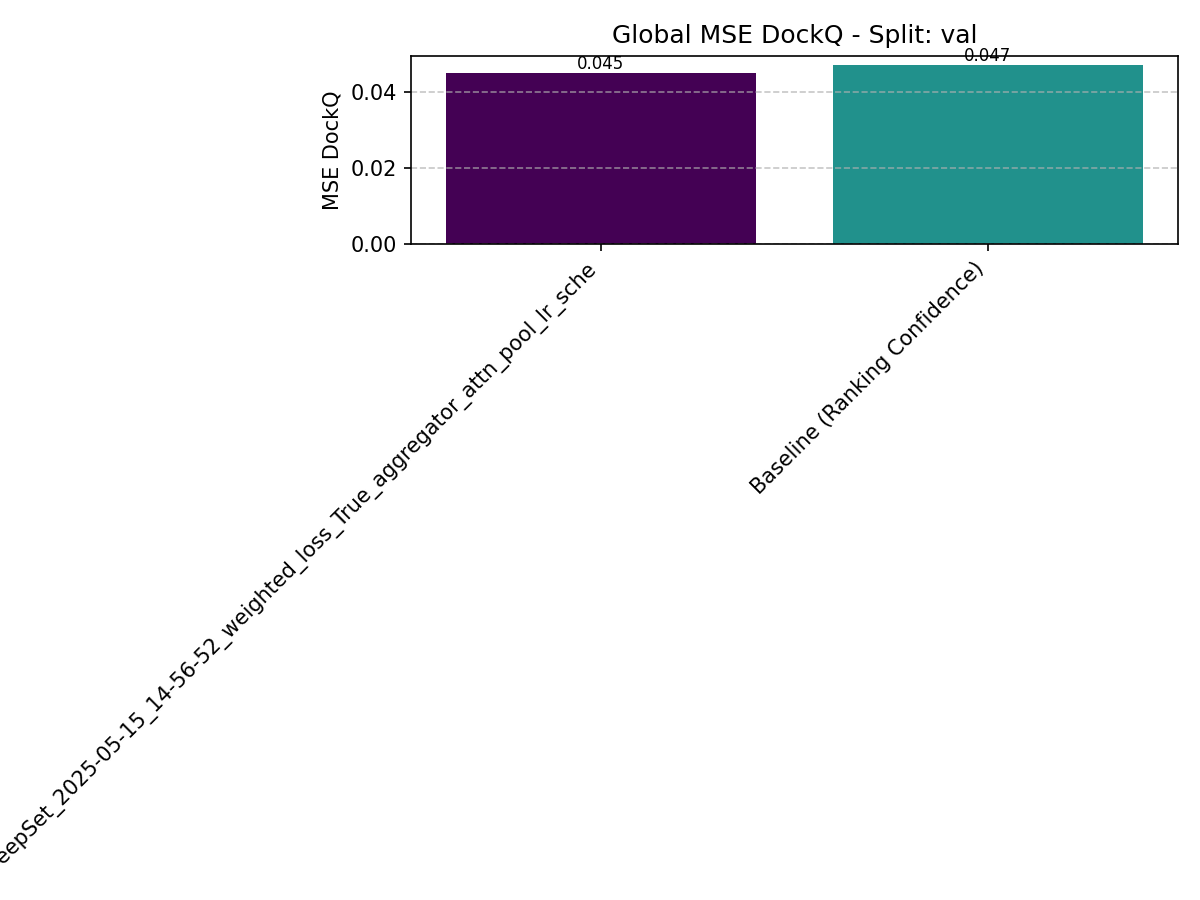 Global MSE DockQ - Split: val
0.045
0.047
MSE DockQ
0.04
0.02
0.00
eepSet_2025-05-15_14-56-52_weighted_loss_True_aggregator_attn_pool_lr_sche
Baseline (Ranking Confidence)